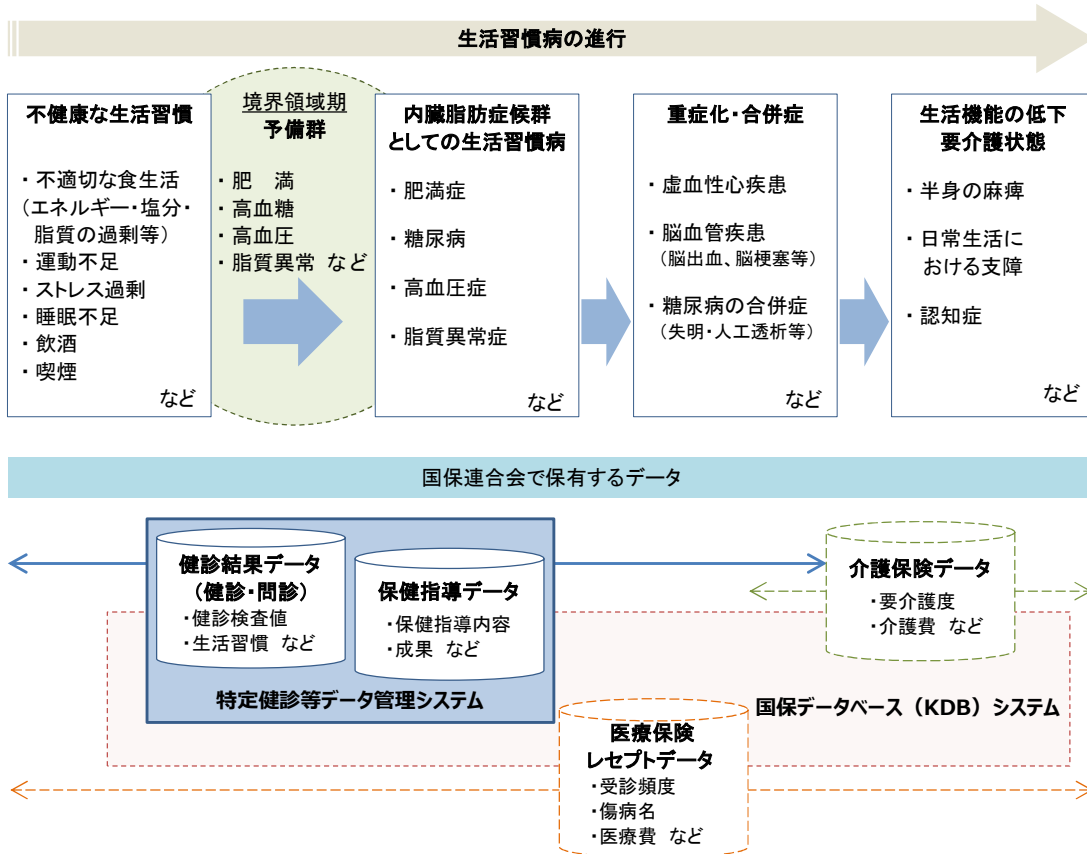 生活習慣病の進行
不健康な生活習慣
・不適切な食生活
（エネルギー・塩分・
脂質の過剰等）
・運動不足
・ストレス過剰
・睡眠不足
・飲酒
・喫煙
など
境界領域期
予備群
・肥　満
・高血糖
・高血圧
・脂質異常 など
内臓脂肪症候群
としての生活習慣病
・肥満症
・糖尿病
・高血圧症
・脂質異常症
など
重症化・合併症
・虚血性心疾患
・脳血管疾患
（脳出血、脳梗塞等）
・糖尿病の合併症
（失明・人工透析等）
など
生活機能の低下
要介護状態
・半身の麻痺
・日常生活に
おける支障
・認知症
など
国保連合会で保有するデータ
健診結果データ
（健診・問診）
・健診検査値
・生活習慣 など
保健指導データ
・保健指導内容
・成果 など
特定健診等データ管理システム
介護保険データ
・要介護度
・介護費 など
国保データベース（KDB）システム
医療保険
レセプトデータ
・受診頻度
・傷病名
・医療費 など